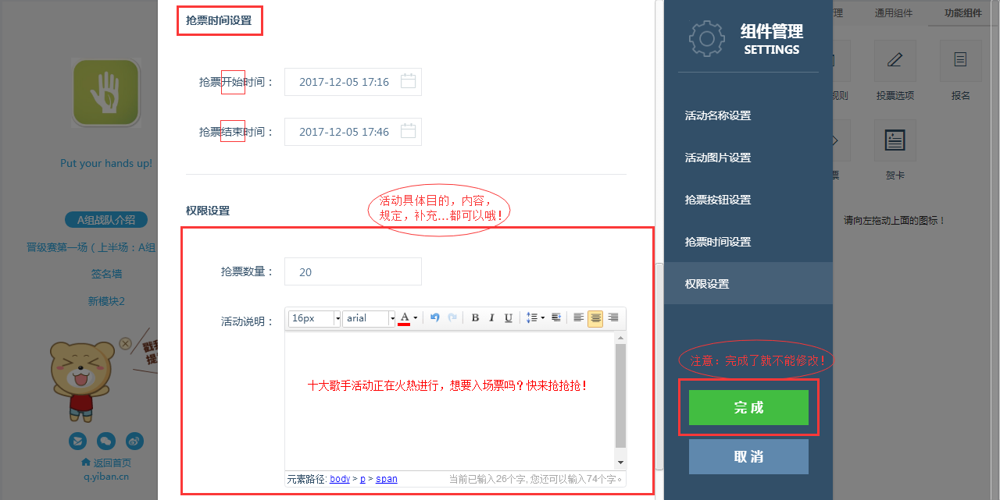 Put your hands up!
A组战队介绍
晋级赛第一场（上半场：A组
签名墙
新模块2
戳我
返回首页
q.yiban.cn
抢票时间设置
抢票开始时间：
2017-12-05 17:16
抢票结束时间：
2017-12-05 17:46
权限设置
活动具体目的，内容，
规定，补充...都可以哦！
抢票数量：
20
活动说明：
16px arial A B I U
十大歌手活动正在火热进行，想要入场票吗？快来抢抢抢！
元素路径: body > p > span 当前已输入26个字, 您还可以输入74个字。
组件管理
SETTINGS
活动名称设置
活动图片设置
抢票按钮设置
抢票时间设置
权限设置
注意：完成了就不能修改！
完 成
取 消
理 通用组件 功能组件
规则 投票选项 报名
票 贺卡
请向左拖动上面的图标！